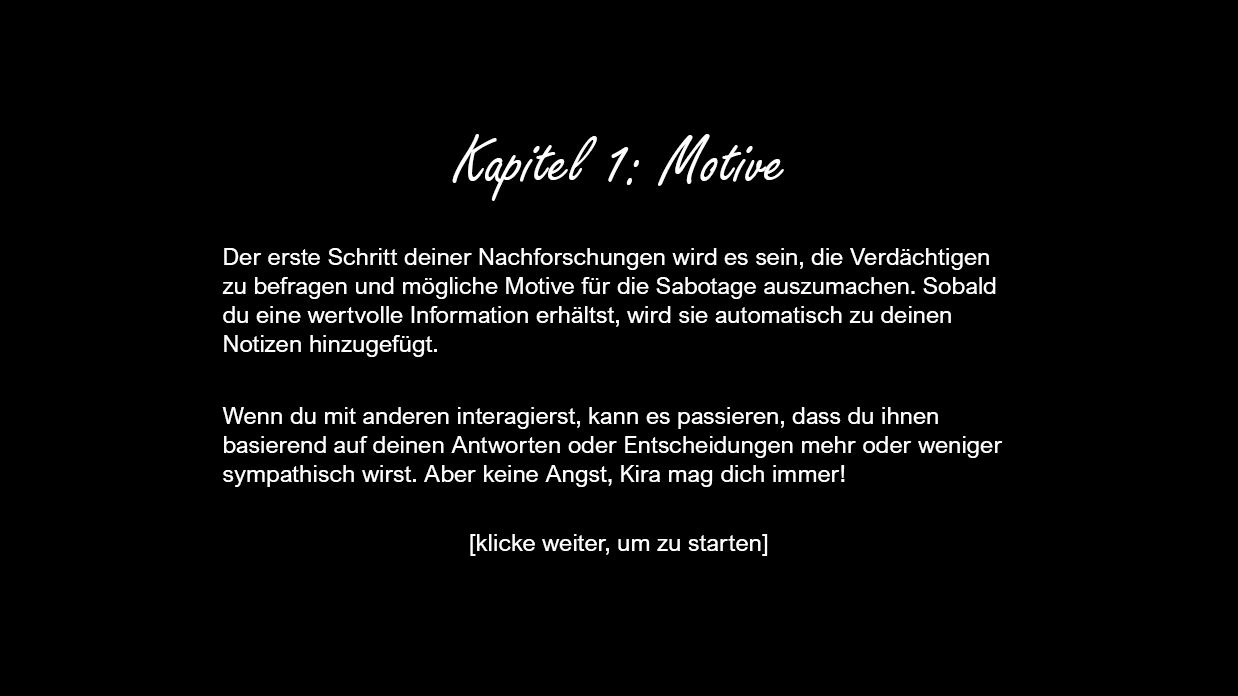 Kapitel 1: Motive
Der erste Schritt deiner Nachforschungen wird es sein, die Verdächtigen
zu befragen und mögliche Motive für die Sabotage auszumachen. Sobald
du eine wertvolle Information erhältst, wird sie automatisch zu deinen
Notizen hinzugefügt.
Wenn du mit anderen interagierst, kann es passieren, dass du ihnen
basierend auf deinen Antworten oder Entscheidungen mehr oder weniger
sympathisch wirst. Aber keine Angst, Kira mag dich immer!
[klicke weiter, um zu starten]